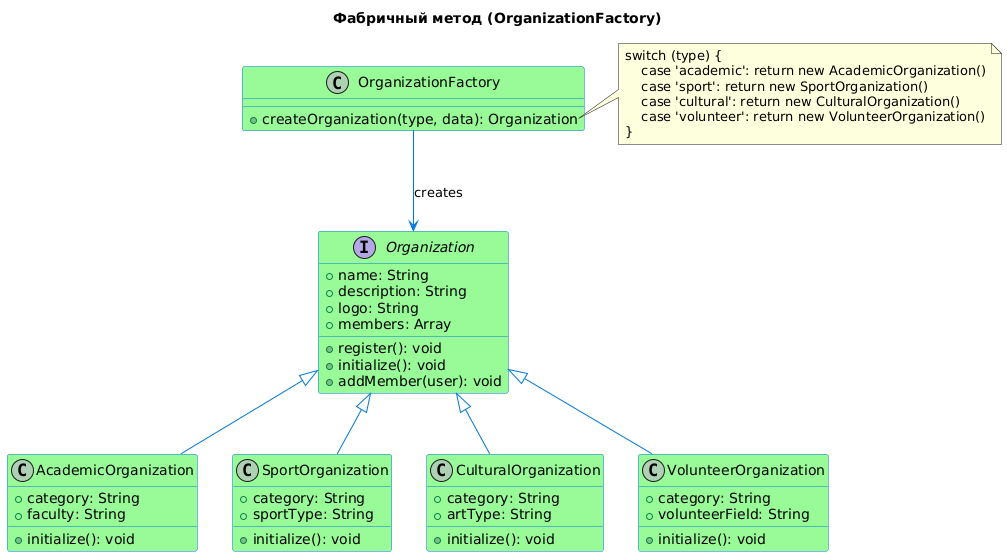 Фабричный метод (OrganizationFactory)
C OrganizationFactory
createOrganization(type, data): Organization
switch (type) {
case 'academic': return new AcademicOrganization()
case 'sport': return new SportOrganization()
case 'cultural': return new CulturalOrganization()
case 'volunteer': return new VolunteerOrganization()
}
creates
I Organization
name: String
description: String
logo: String
members: Array
register(): void
initialize(): void
addMember(user): void
C AcademicOrganization
category: String
faculty: String
initialize(): void
C SportOrganization
category: String
sportType: String
initialize(): void
C CulturalOrganization
category: String
artType: String
initialize(): void
C VolunteerOrganization
category: String
volunteerField: String
initialize(): void